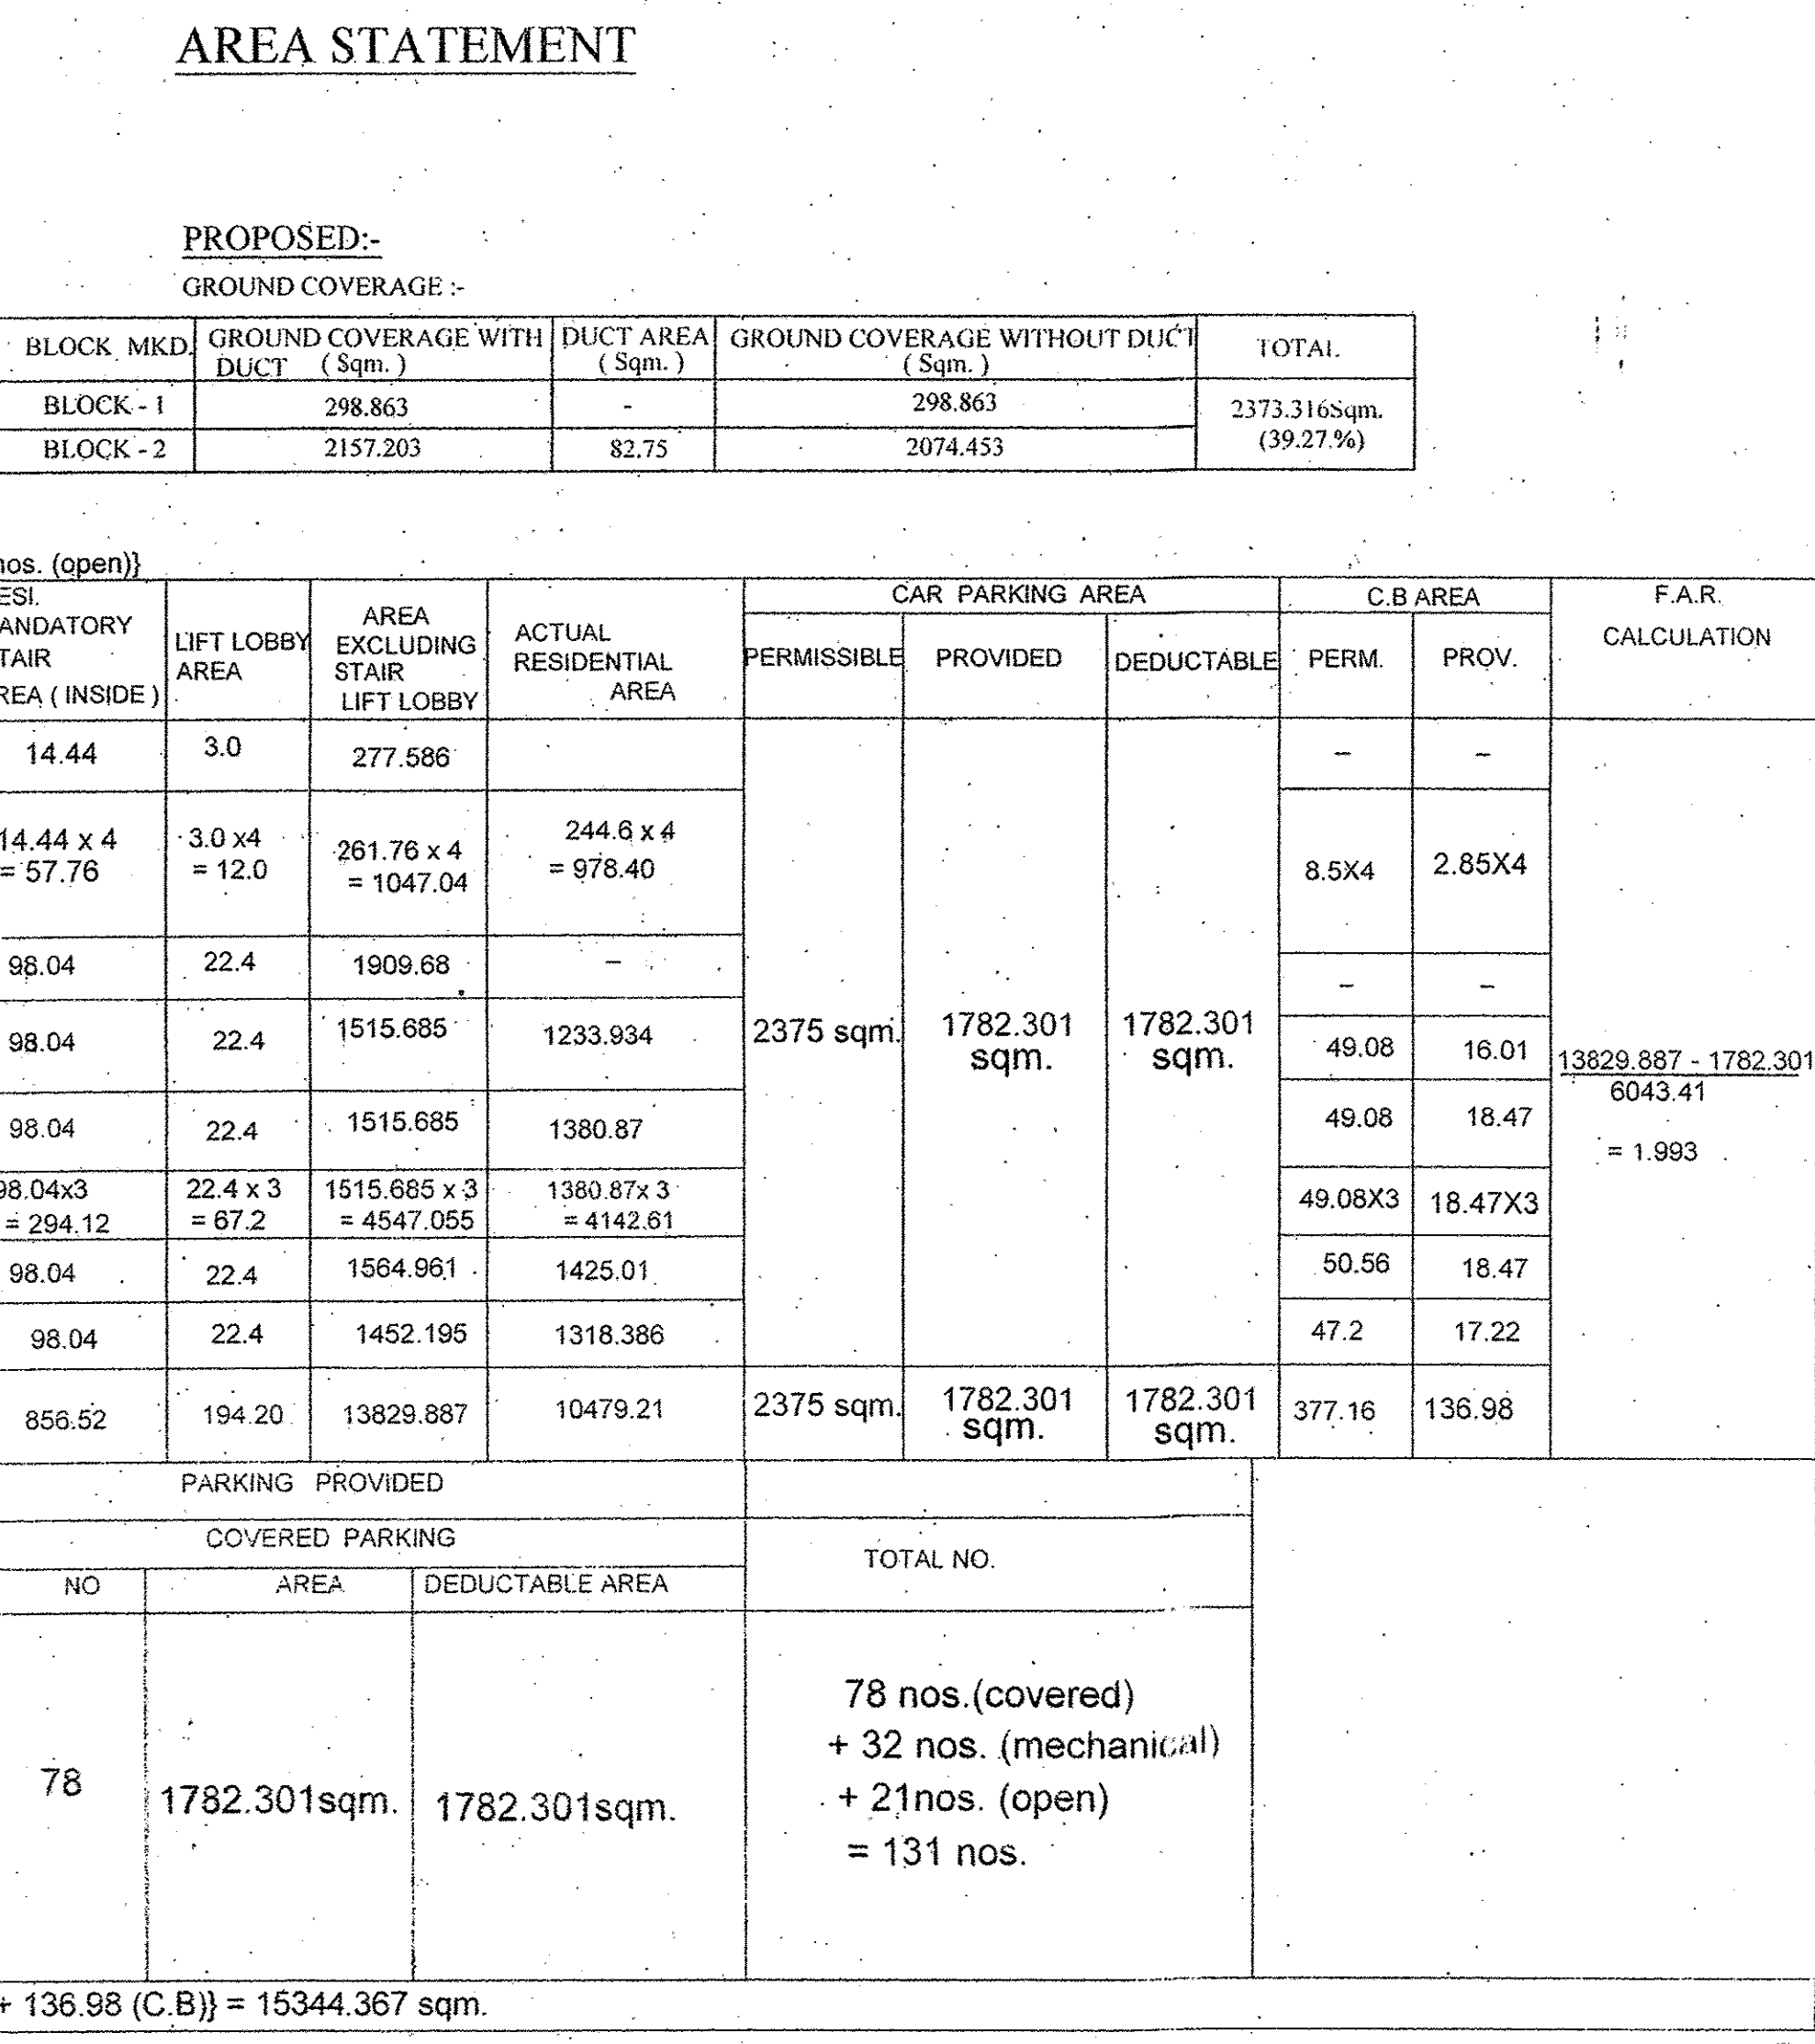 AREA STATEMENT
PROPOSED:-
GROUND COVERAGE :-
BLOCK MKD. GROUND COVERAGE WITH DUCT AREA GROUND COVERAGE WITHOUT DUCT TOTAL
DUCT ( Sqm. ) ( Sqm. ) ( Sqm. )
BLOCK - 1 298.863 - 298.863 2373.316Sqm.
BLOCK - 2 2157.203 82.75 2074.453 (39.27.%)
nos. (open)}
ESI. CAR PARKING AREA C.B AREA F.A.R.
ANDATORY LIFT LOBBY AREA ACTUAL CALCULATION
TAIR AREA EXCLUDING RESIDENTIAL PERMISSIBLE PROVIDED DEDUCTABLE PERM. PROV.
REA ( INSIDE ) STAIR AREA
LIFT LOBBY
14.44 3.0 277.586 – –
14.44 x 4 3.0 x4 261.76 x 4 244.6 x 4 8.5X4 2.85X4
= 57.76 = 12.0 = 1047.04 = 978.40
98.04 22.4 1909.68 – – –
98.04 22.4 1515.685 1233.934 2375 sqm. 1782.301 1782.301 49.08 16.01
sqm. sqm.
13829.887 - 1782.301
6043.41
= 1.993
98.04 22.4 1515.685 1380.87 49.08 18.47
98.04x3 22.4 x 3 1515.685 x 3 1380.87x 3 49.08X3 18.47X3
= 294.12 = 67.2 = 4547.055 = 4142.61
98.04 22.4 1564.961 1425.01 50.56 18.47
98.04 22.4 1452.195 1318.386 47.2 17.22
856.52 194.20 13829.887 10479.21 2375 sqm. 1782.301 1782.301 377.16 136.98
sqm. sqm.
PARKING PROVIDED
COVERED PARKING TOTAL NO.
NO AREA DEDUCTABLE AREA
78 1782.301sqm. 1782.301sqm.
78 nos.(covered)
+ 32 nos. (mechanical)
+ 21nos. (open)
= 131 nos.
+ 136.98 (C.B)} = 15344.367 sqm.